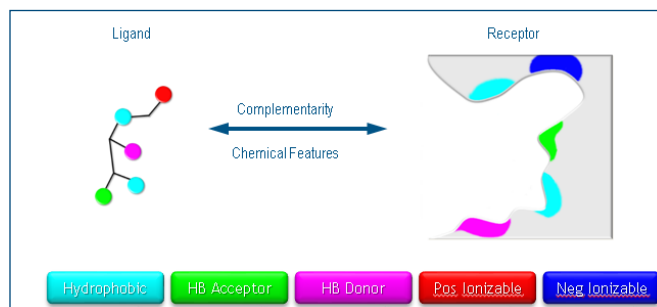 Ligand
Receptor
Complementarity
Chemical Features
Hydrophobic
HB Acceptor
HB Donor
Pos Ionizable
Neg Ionizable